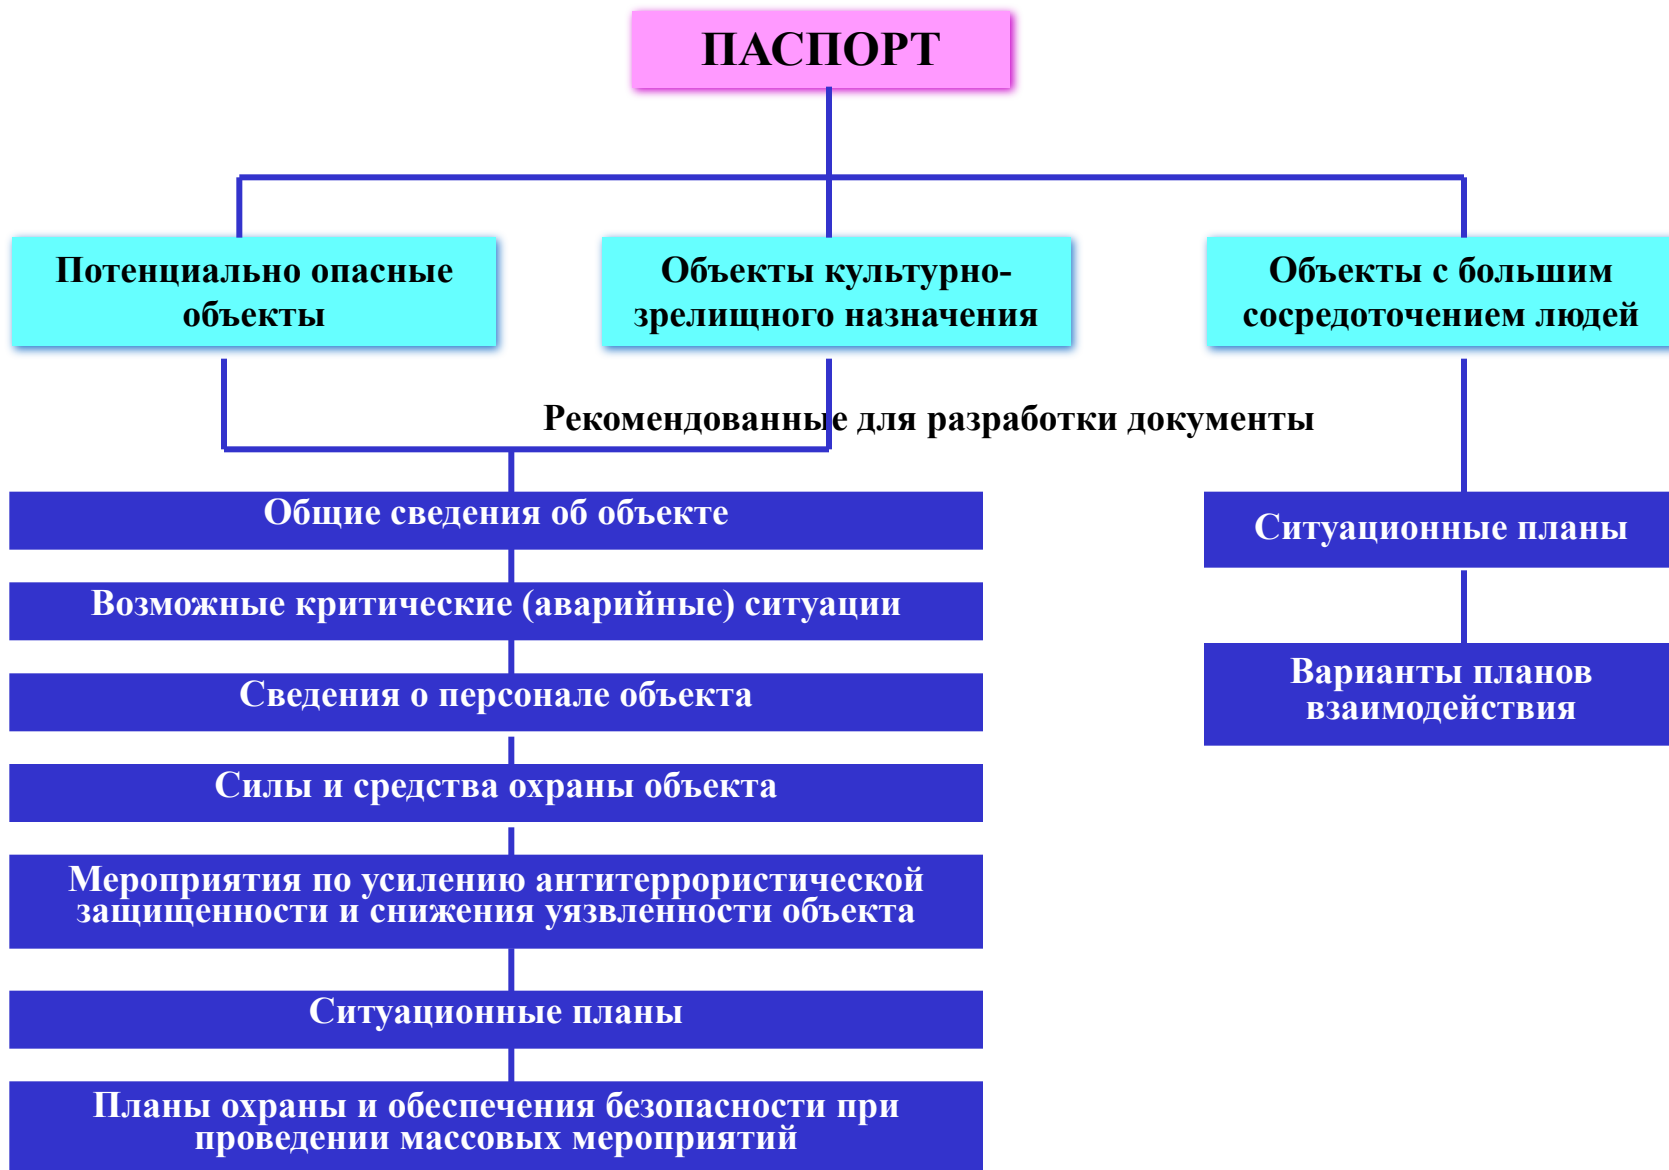 ПАСПОРТ
Потенциально опасные
объекты
Объекты культурно-
зрелищного назначения
Объекты с большим
сосредоточением людей
Рекомендованные для разработки документы
Общие сведения об объекте
Возможные критические (аварийные) ситуации
Сведения о персонале объекта
Силы и средства охраны объекта
Мероприятия по усилению антитеррористической
защищенности и снижения уязвленности объекта
Ситуационные планы
Планы охраны и обеспечения безопасности при
проведении массовых мероприятий
Ситуационные планы
Варианты планов
взаимодействия